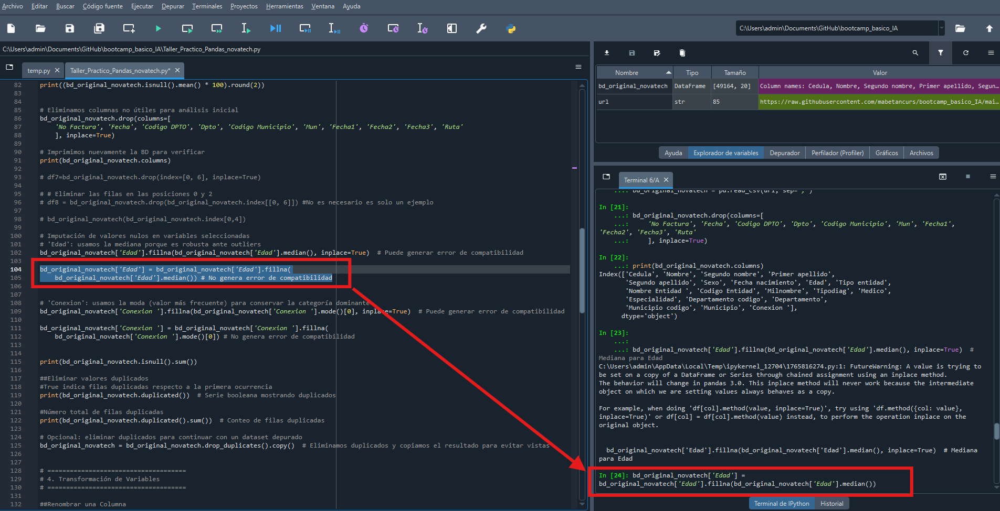 Archivo Editar Buscar Código fuente Ejecutar Depurar Terminales Proyectos Herramientas Ventana Ayuda
C:\Users\admin\Documents\GitHub\bootcamp_basico_IA
C:\Users\admin\Documents\GitHub\bootcamp_basico_IA\Taller_Practico_Pandas_novatech.py
temp.py
Taller_Practico_Pandas_novatech.py*
82 print((bd_original_novatech.isnull().mean() * 100).round(2))
83
84
85 # Eliminamos columnas no útiles para análisis inicial
86 bd_original_novatech.drop(columns=[
87     'No Factura', 'Fecha', 'Codigo DPTO', 'Dpto', 'Codigo Municipio', 'Mun', 'Fecha1', 'Fecha2', 'Fecha3', 'Ruta'
88     ], inplace=True)
89
90 # Imprimimos nuevamente la BD para verificar
91 print(bd_original_novatech.columns)
92
93 # df7=bd_original_novatech.drop(index=[0, 6], inplace=True)
94
95 # # Eliminar las filas en las posiciones 0 y 2
96 # df8 = bd_original_novatech.drop(bd_original_novatech.index[[0, 6]]) #No es necesario es solo un ejemplo
97
98 # bd_original_novatech(bd_original_novatech.index[0,4])
99
100 # Imputación de valores nulos en variables seleccionadas
101 # 'Edad': usamos la mediana porque es robusta ante outliers
102 bd_original_novatech['Edad'].fillna(bd_original_novatech['Edad'].median(), inplace=True)  # Puede generar error de compatibilidad
103
104 bd_original_novatech['Edad'] = bd_original_novatech['Edad'].fillna(
105     bd_original_novatech['Edad'].median()) # No genera error de compatibilidad
106
107
108 # 'Conexion': usamos la moda (valor más frecuente) para conservar la categoría dominante
109 bd_original_novatech['Conexion '].fillna(bd_original_novatech['Conexion '].mode()[0], inplace=True)  # Puede generar error de compatibilidad
110
111 bd_original_novatech['Conexion '] = bd_original_novatech['Conexion '].fillna(
112     bd_original_novatech['Conexion '].mode()[0]) # No genera error de compatibilidad
113
114
115 print(bd_original_novatech.isnull().sum())
116
117 ##Eliminar valores duplicados
118 #True indica filas duplicadas respecto a la primera ocurrencia
119 print(bd_original_novatech.duplicated())  # Serie booleana mostrando duplicados
120
121 #Número total de filas duplicadas
122 print(bd_original_novatech.duplicated().sum())  # Conteo de filas duplicadas
123
124 # Opcional: eliminar duplicados para continuar con un dataset depurado
125 bd_original_novatech = bd_original_novatech.drop_duplicates().copy()  # Eliminamos duplicados y copiamos el resultado para evitar vistas
126
127
128 # =====================================
129 # 4. Transformación de Variables
130 # =====================================
131
132 ##Renombrar una Columna
Nombre Tipo Tamaño Valor
bd_original_novatech DataFrame [49164, 20] Column names: Cedula, Nombre, Segundo nombre, Primer apellido, Segun...
url str 85 https://raw.githubusercontent.com/mabetancurs/bootcamp_basico_IA/mai...
Ayuda Explorador de variables Depurador Perfilador (Profiler) Gráficos Archivos
Terminal 6/A
...: bd_original_novatech = pd.read_csv(url, sep=';')
In [21]:
...: bd_original_novatech.drop(columns=[
...:     'No Factura', 'Fecha', 'Codigo DPTO', 'Dpto', 'Codigo Municipio', 'Mun', 'Fecha1',
'Fecha2', 'Fecha3', 'Ruta'
...:     ], inplace=True)
In [22]:
...: print(bd_original_novatech.columns)
Index(['Cedula', 'Nombre', 'Segundo nombre', 'Primer apellido',
'Segundo apellido', 'Sexo', 'Fecha nacimiento', 'Edad', 'Tipo entidad',
'Nombre Entidad ', 'Codigo Entidad', 'Milnombre', 'Tipodiag', 'Medico',
'Especialidad', 'Departamento codigo', 'Departamento',
'Municipio codigo', 'Municipio', 'Conexion '],
dtype='object')
In [23]:
...:
...: bd_original_novatech['Edad'].fillna(bd_original_novatech['Edad'].median(), inplace=True)  #
Mediana para Edad
C:\Users\admin\AppData\Local\Temp\ipykernel_12704\1765816274.py:1: FutureWarning: A value is trying to
be set on a copy of a DataFrame or Series through chained assignment using an inplace method.
The behavior will change in pandas 3.0. This inplace method will never work because the intermediate
object on which we are setting values always behaves as a copy.
For example, when doing 'df[col].method(value, inplace=True)', try using 'df.method({col: value},
inplace=True)' or df[col] = df[col].method(value) instead, to perform the operation inplace on the
original object.
bd_original_novatech['Edad'].fillna(bd_original_novatech['Edad'].median(), inplace=True)  # Mediana
para Edad
In [24]: bd_original_novatech['Edad'] =
bd_original_novatech['Edad'].fillna(bd_original_novatech['Edad'].median())
Terminal de IPython Historial